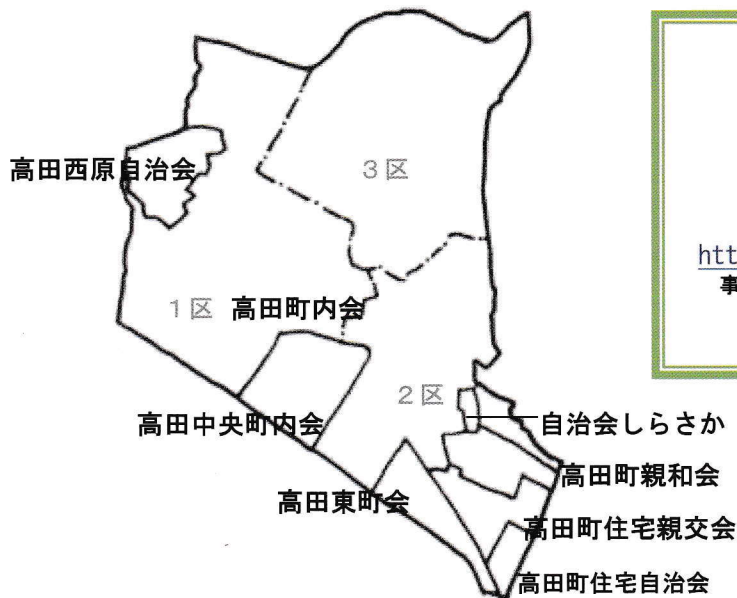 高田西原自治会
3区
1区
高田町内会
2区
高田中央町内会
自治会しらさか
高田町親和会
高田東町会
高田町住宅親交会
高田町住宅自治会
htt
事